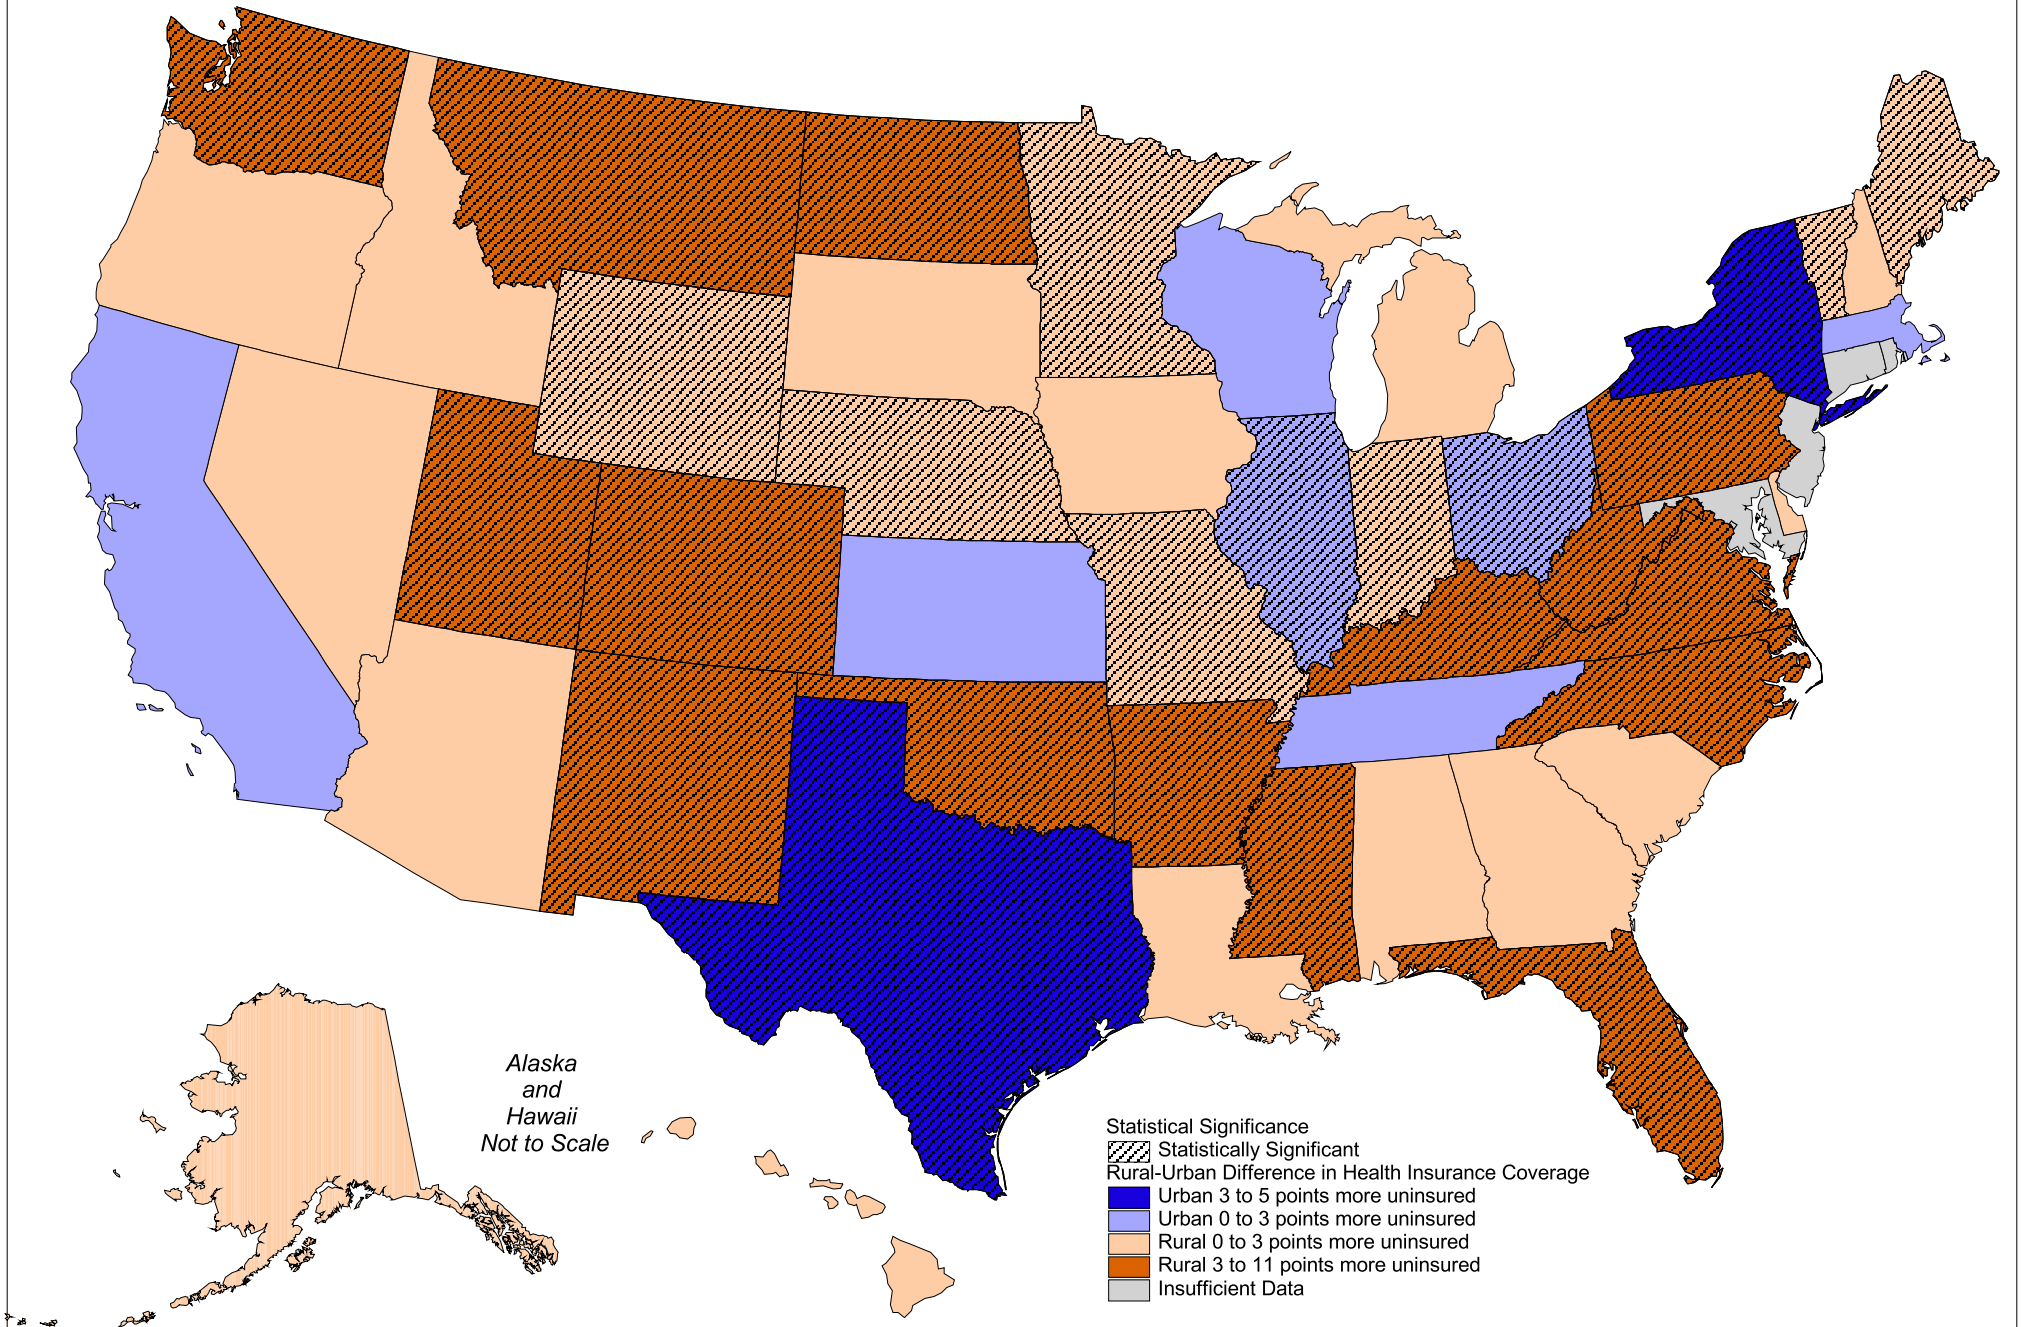 Alaska
and
Hawaii
Not to Scale
Statistical Significance
Statistically Significant
Rural-Urban Difference in Health Insurance Coverage
Urban 3 to 5 points more uninsured
Urban 0 to 3 points more uninsured
Rural 0 to 3 points more uninsured
Rural 3 to 11 points more uninsured
Insufficient Data